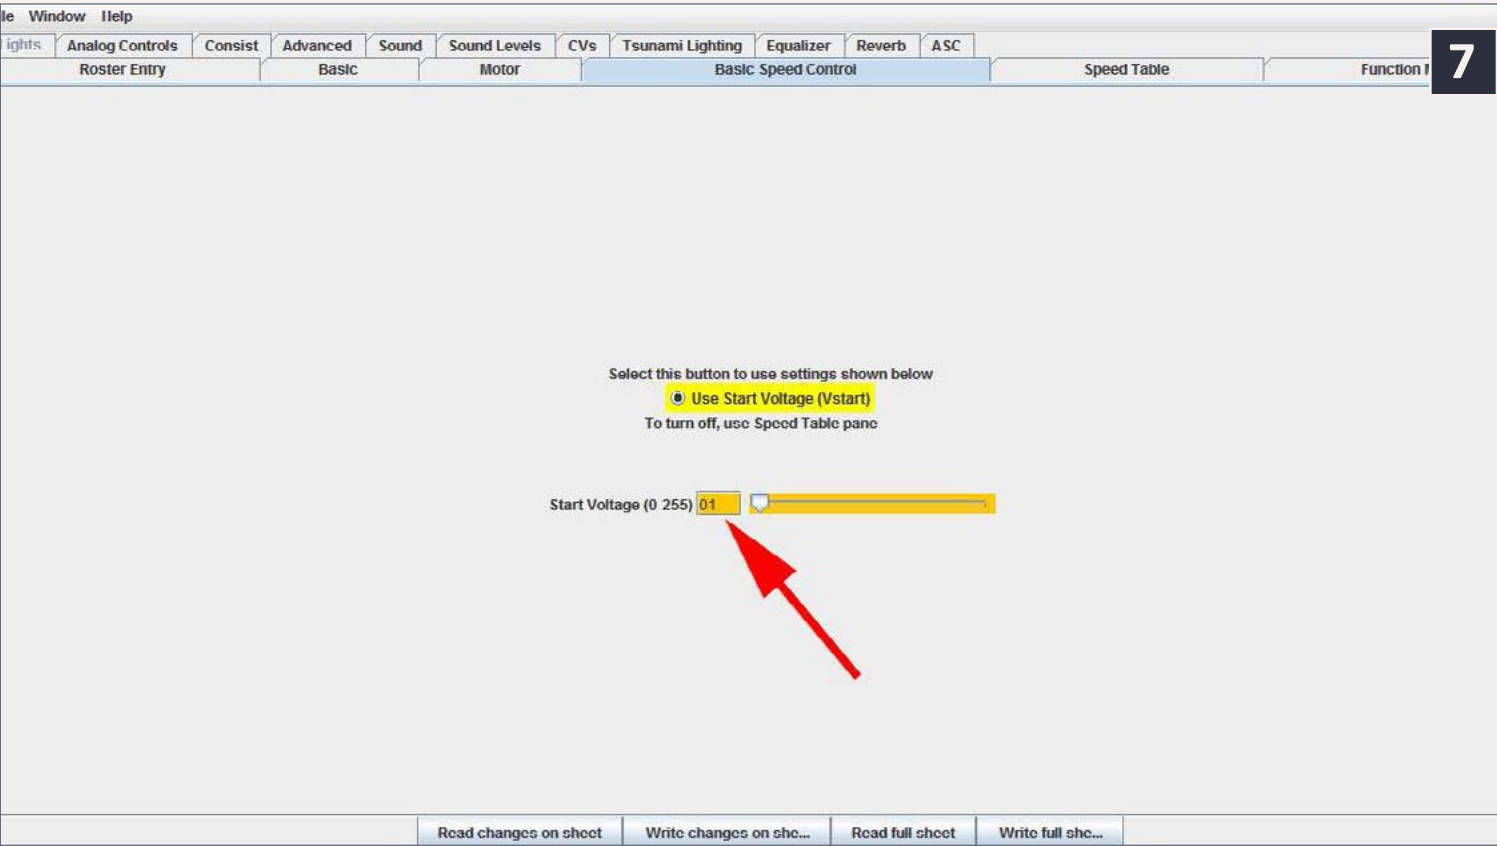 le Window Help
ights Analog Controls Consist Advanced Sound Sound Levels CVs Tsunami Lighting Equalizer Reverb ASC
Roster Entry Basic Motor Basic Speed Control Speed Table Function
7
Select this button to use settings shown below
Use Start Voltage (Vstart)
To turn off, use Speed Table pane
Start Voltage (0 255) 01
Read changes on sheet Write changes on she... Read full sheet Write full she...